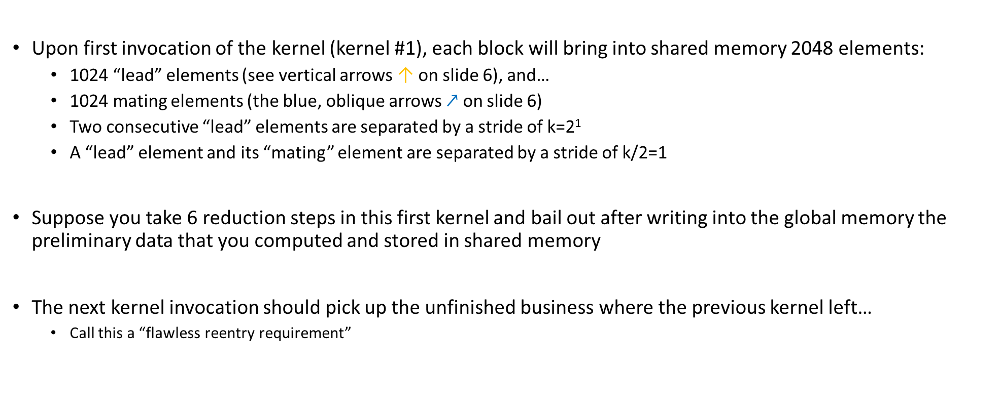 • Upon first invocation of the kernel (kernel #1), each block will bring into shared memory 2048 elements:
• 1024 “lead” elements (see vertical arrows ↑ on slide 6), and…
• 1024 mating elements (the blue, oblique arrows ↗ on slide 6)
• Two consecutive “lead” elements are separated by a stride of k=2¹
• A “lead” element and its “mating” element are separated by a stride of k/2=1
• Suppose you take 6 reduction steps in this first kernel and bail out after writing into the global memory the
preliminary data that you computed and stored in shared memory
• The next kernel invocation should pick up the unfinished business where the previous kernel left…
• Call this a “flawless reentry requirement”